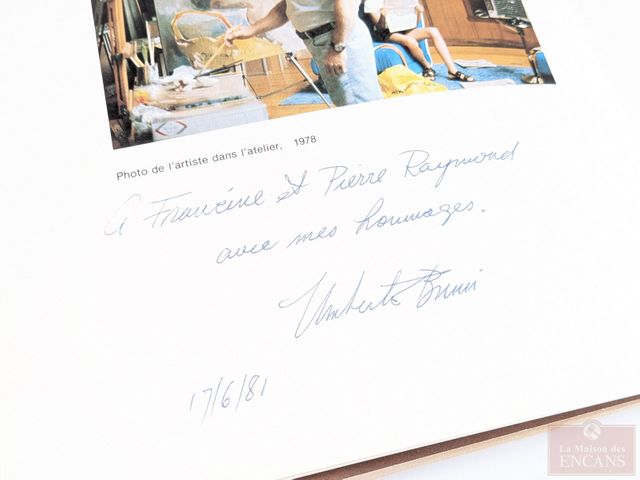 Photo de l'artiste dans l'atelier, 1978
A Francine et Pierre Raymond
avec mes hommages.
Umberto Bruni
17/6/81
La Maison des
ENCANS